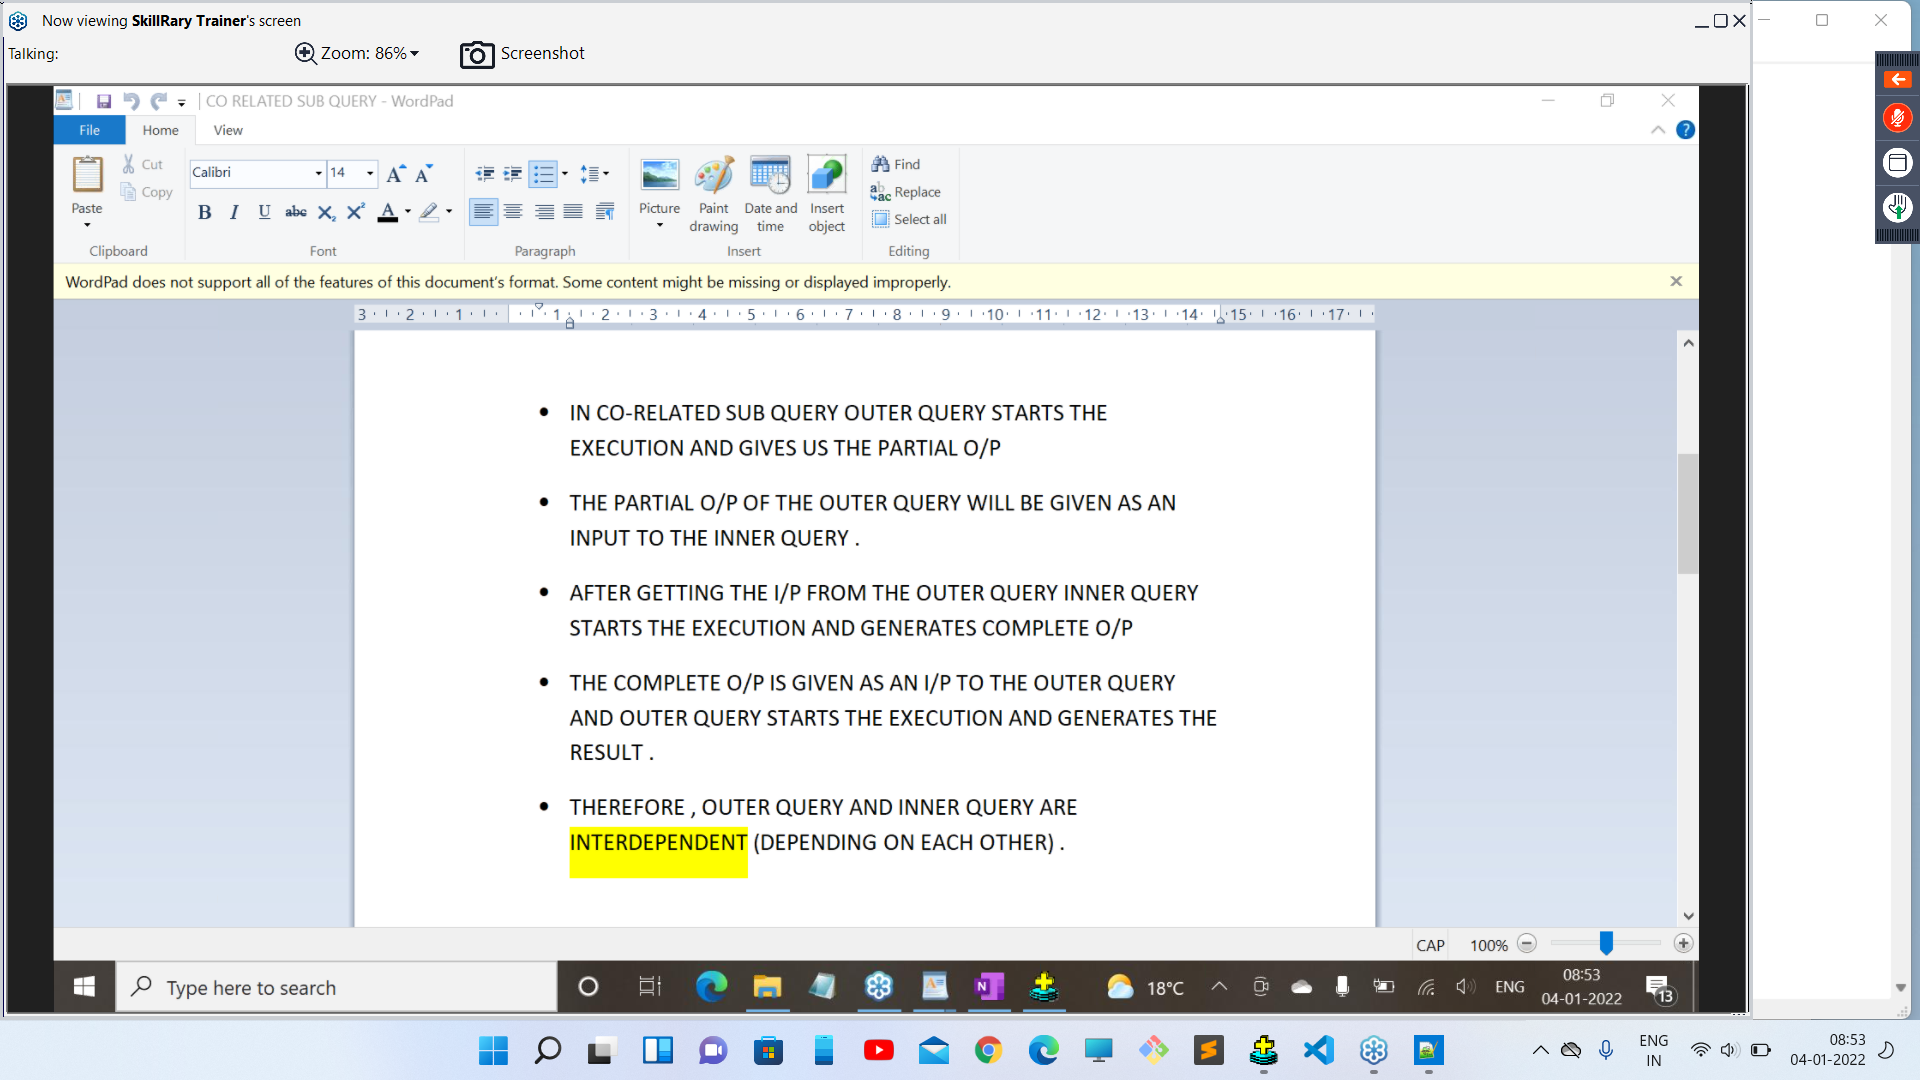 Now viewing SkillRary Trainer's screen
Talking:
Zoom: 86%
Screenshot
CO RELATED SUB QUERY - WordPad
File Home View
Paste
Cut
Copy
Clipboard
Calibri 14
B I U abc X₂ X² A
Font
Paragraph
Picture
Paint drawing
Date and time
Insert object
Insert
Find
Replace
Select all
Editing
WordPad does not support all of the features of this document's format. Some content might be missing or displayed improperly.
3 2 1 1 2 3 4 5 6 7 8 9 10 11 12 13 14 15 16 17
• IN CO-RELATED SUB QUERY OUTER QUERY STARTS THE
EXECUTION AND GIVES US THE PARTIAL O/P
• THE PARTIAL O/P OF THE OUTER QUERY WILL BE GIVEN AS AN
INPUT TO THE INNER QUERY .
• AFTER GETTING THE I/P FROM THE OUTER QUERY INNER QUERY
STARTS THE EXECUTION AND GENERATES COMPLETE O/P
• THE COMPLETE O/P IS GIVEN AS AN I/P TO THE OUTER QUERY
AND OUTER QUERY STARTS THE EXECUTION AND GENERATES THE
RESULT .
• THEREFORE , OUTER QUERY AND INNER QUERY ARE
INTERDEPENDENT (DEPENDING ON EACH OTHER) .
CAP 100%
Type here to search
18°C
ENG
08:53
04-01-2022
13
ENG
IN
08:53
04-01-2022